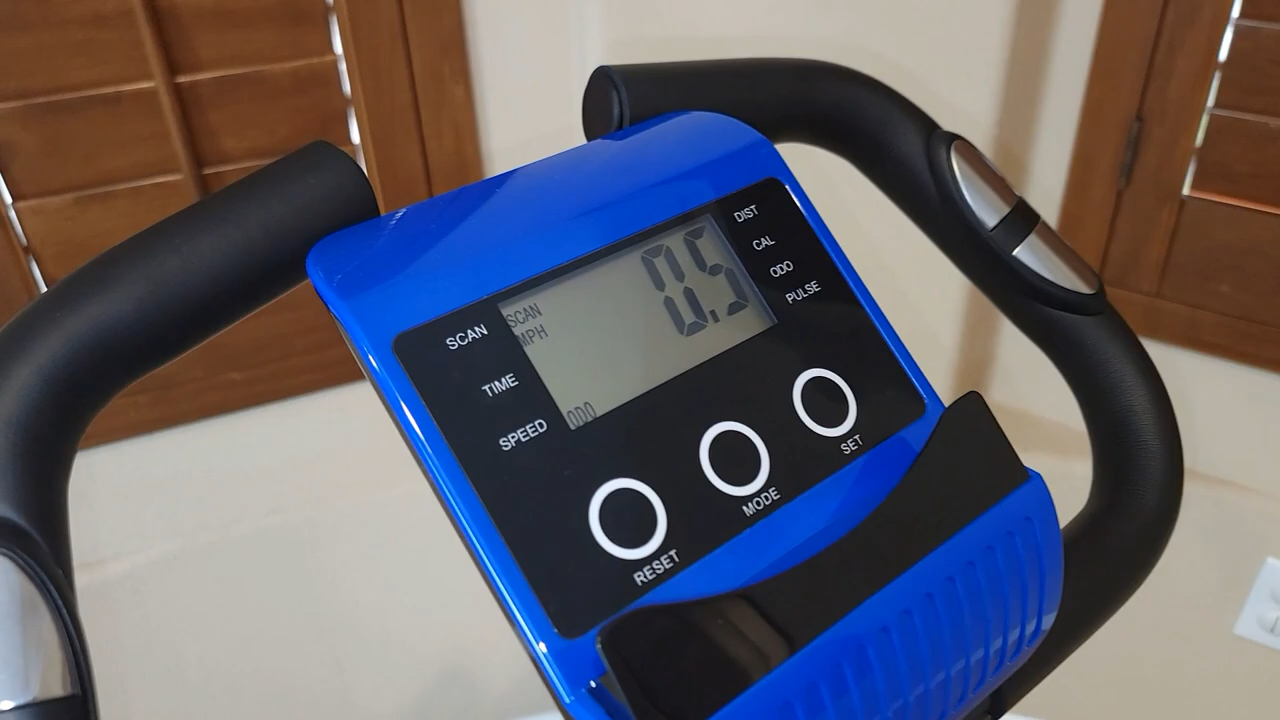 SCAN
TIME
SPEED
SCAN
MPH
ODO
0.5
DIST
CAL
ODO
PULSE
RESET
MODE
SET